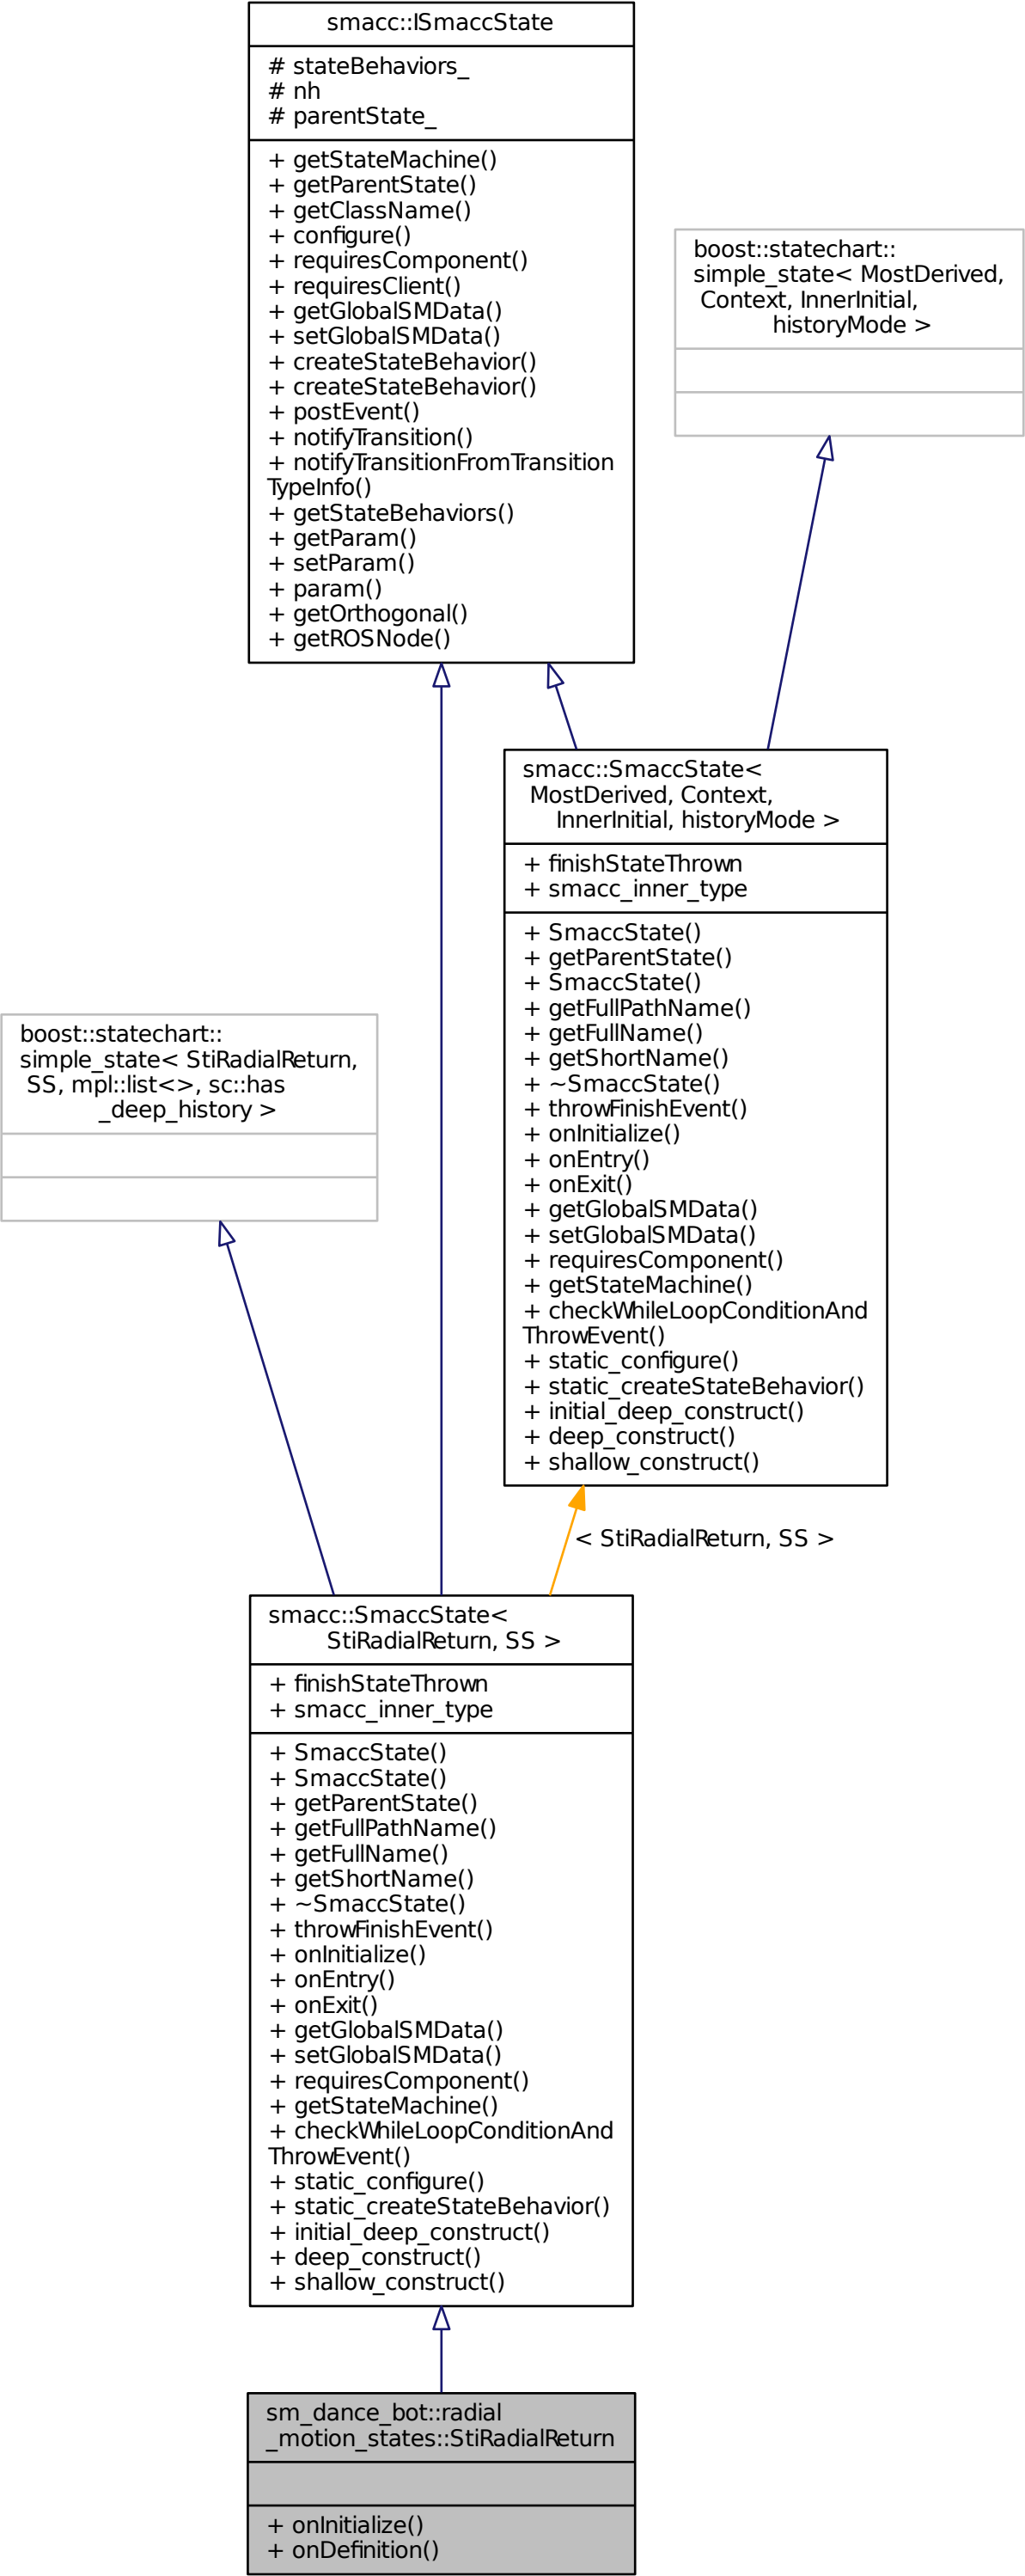 smacc::ISmaccState
# stateBehaviors_
# nh
# parentState_
+ getStateMachine()
+ getParentState()
+ getClassName()
+ configure()
+ requiresComponent()
+ requiresClient()
+ getGlobalSMData()
+ setGlobalSMData()
+ createStateBehavior()
+ createStateBehavior()
+ postEvent()
+ notifyTransition()
+ notifyTransitionFromTransition
TypeInfo()
+ getStateBehaviors()
+ getParam()
+ setParam()
+ param()
+ getOrthogonal()
+ getROSNode()
boost::statechart::
simple_state< MostDerived,
Context, InnerInitial,
historyMode >
smacc::SmaccState<
MostDerived, Context,
InnerInitial, historyMode >
+ finishStateThrown
+ smacc_inner_type
+ SmaccState()
+ getParentState()
+ SmaccState()
+ getFullPathName()
+ getFullName()
+ getShortName()
+ ~SmaccState()
+ throwFinishEvent()
+ onInitialize()
+ onEntry()
+ onExit()
+ getGlobalSMData()
+ setGlobalSMData()
+ requiresComponent()
+ getStateMachine()
+ checkWhileLoopConditionAnd
ThrowEvent()
+ static_configure()
+ static_createStateBehavior()
+ initial_deep_construct()
+ deep_construct()
+ shallow_construct()
boost::statechart::
simple_state< StiRadialReturn,
SS, mpl::list<>, sc::has
_deep_history >
< StiRadialReturn, SS >
smacc::SmaccState<
StiRadialReturn, SS >
+ finishStateThrown
+ smacc_inner_type
+ SmaccState()
+ SmaccState()
+ getParentState()
+ getFullPathName()
+ getFullName()
+ getShortName()
+ ~SmaccState()
+ throwFinishEvent()
+ onInitialize()
+ onEntry()
+ onExit()
+ getGlobalSMData()
+ setGlobalSMData()
+ requiresComponent()
+ getStateMachine()
+ checkWhileLoopConditionAnd
ThrowEvent()
+ static_configure()
+ static_createStateBehavior()
+ initial_deep_construct()
+ deep_construct()
+ shallow_construct()
sm_dance_bot::radial
_motion_states::StiRadialReturn
+ onInitialize()
+ onDefinition()